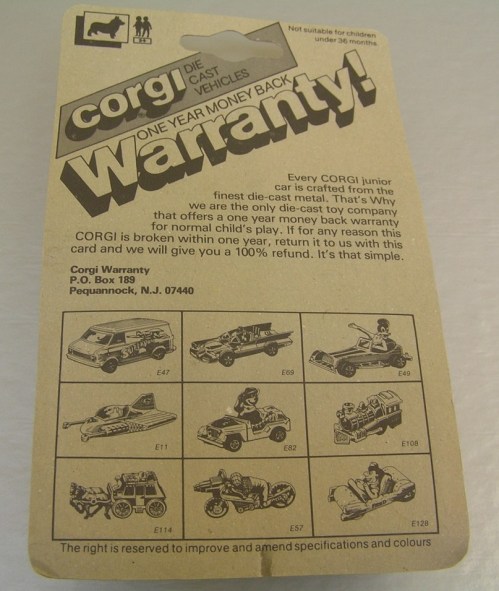 Not suitable for children
under 36 months
corgi DIE
CAST
VEHICLES
ONE YEAR MONEY BACK
Warranty!
Every CORGI junior
car is crafted from the
finest die-cast metal. That's Why
we are the only die-cast toy company
that offers a one year money back warranty
for normal child's play. If for any reason this
CORGI is broken within one year, return it to us with this
card and we will give you a 100% refund. It's that simple.
Corgi Warranty
P.O. Box 189
Pequannock, N.J. 07440
E47
E69
E49
E11
E82
E108
E114
E57
E128
The right is reserved to improve and amend specifications and colours